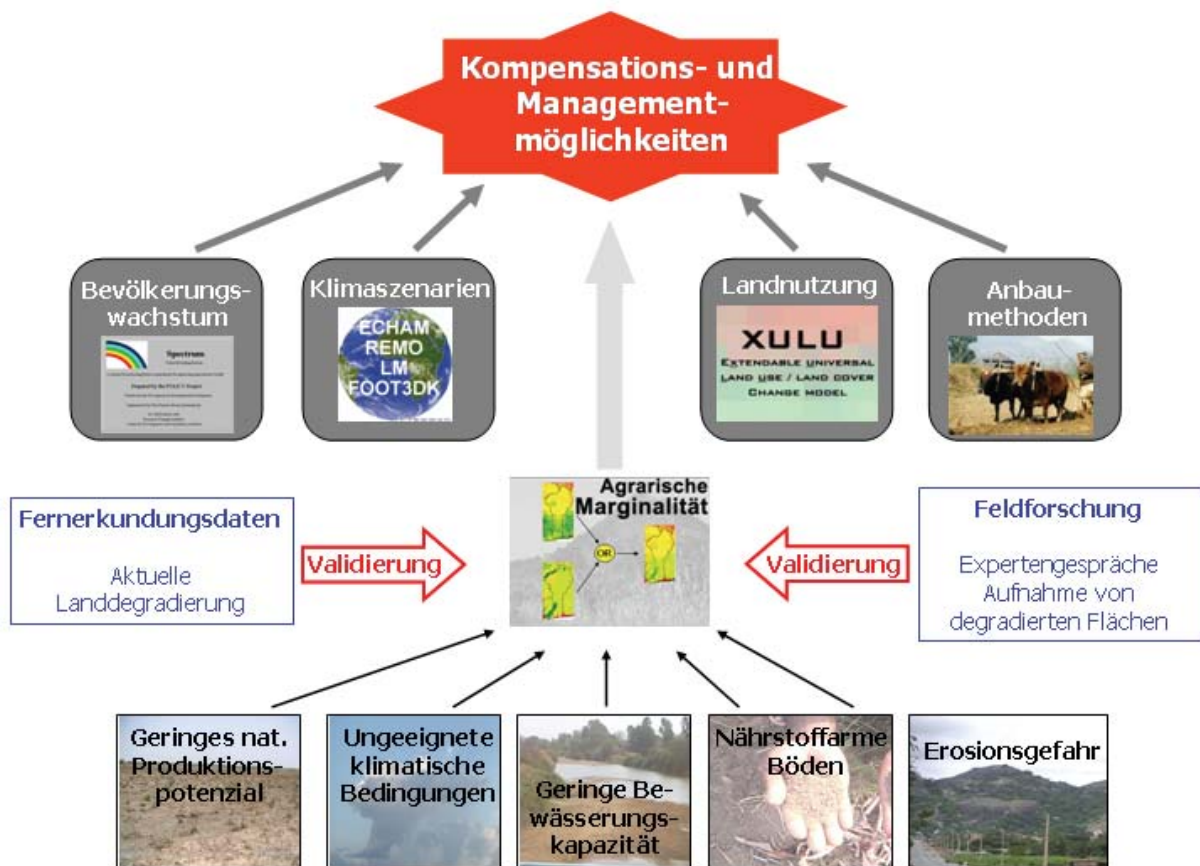 Kompensations- und
Management-
möglichkeiten
Bevölkerungs-
wachstum
Spectrum
Klimaszenarien
ECHAM
REMO
LM
FOOT3DK
Landnutzung
XULU
EXTENDABLE UNIVERSAL
LAND USE / LAND COVER
CHANGE MODEL
Anbau-
methoden
Fernerkundungsdaten
Aktuelle
Landdegradierung
Validierung
Agrarische
Marginalität
OR
Validierung
Feldforschung
Expertengespräche
Aufnahme von
degradierten Flächen
Geringes nat.
Produktions-
potenzial
Ungeeignete
klimatische
Bedingungen
Geringe Be-
wässerungs-
kapazität
Nährstoffarme
Böden
Erosionsgefahr